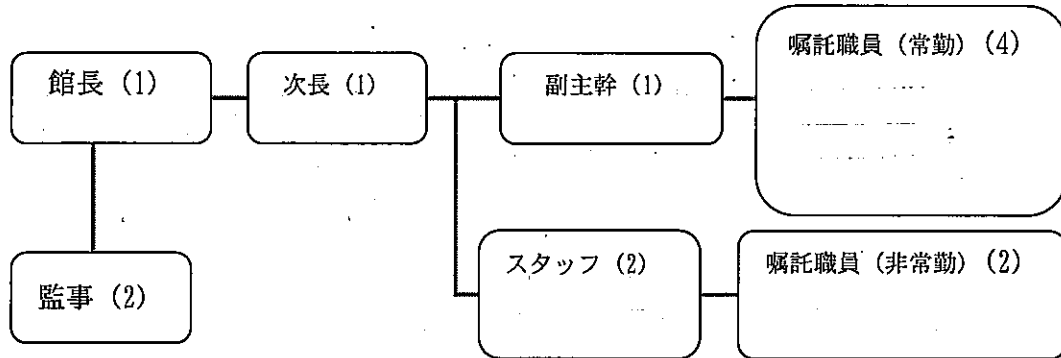 館長 (1)
次長 (1)
副主幹 (1)
嘱託職員 (常勤) (4)
監事 (2)
スタッフ (2)
嘱託職員 (非常勤) (2)